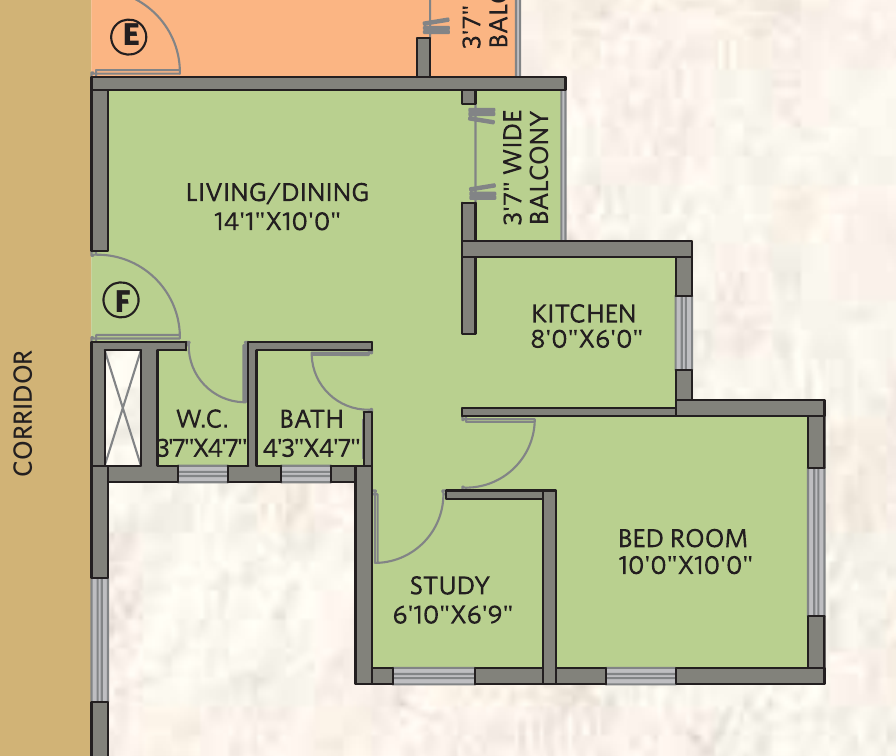 E
3'7"
BALC
3'7" WIDE
BALCONY
LIVING/DINING
14'1"X10'0"
F
KITCHEN
8'0"X6'0"
CORRIDOR
W.C.
3'7"X4'7"
BATH
4'3"X4'7"
BED ROOM
10'0"X10'0"
STUDY
6'10"X6'9"